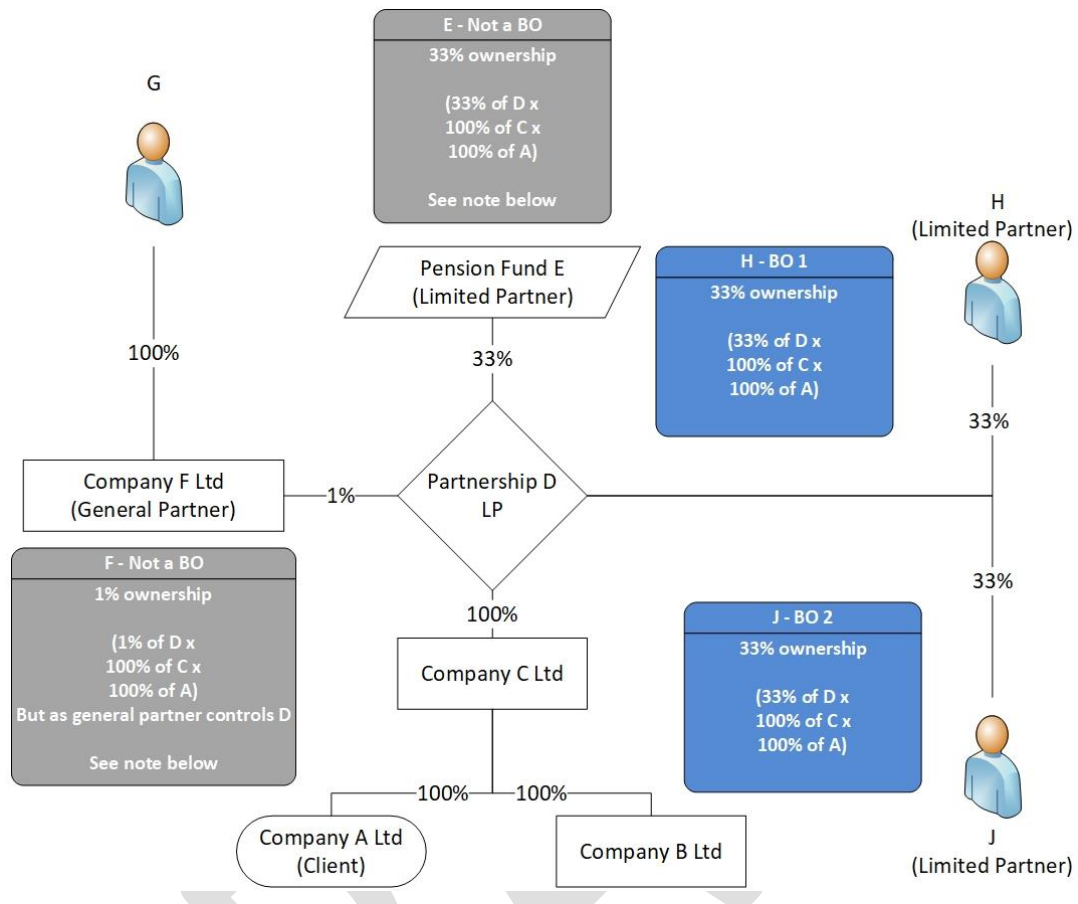 E - Not a BO
33% ownership
(33% of D x
100% of C x
100% of A)
See note below
G
H
(Limited Partner)
Pension Fund E
(Limited Partner)
H - BO 1
33% ownership
(33% of D x
100% of C x
100% of A)
100%
33%
33%
Company F Ltd
(General Partner)
1%
Partnership D
LP
F - Not a BO
1% ownership
(1% of D x
100% of C x
100% of A)
But as general partner controls D
See note below
33%
100%
J - BO 2
33% ownership
(33% of D x
100% of C x
100% of A)
Company C Ltd
100%
100%
Company A Ltd
(Client)
Company B Ltd
J
(Limited Partner)